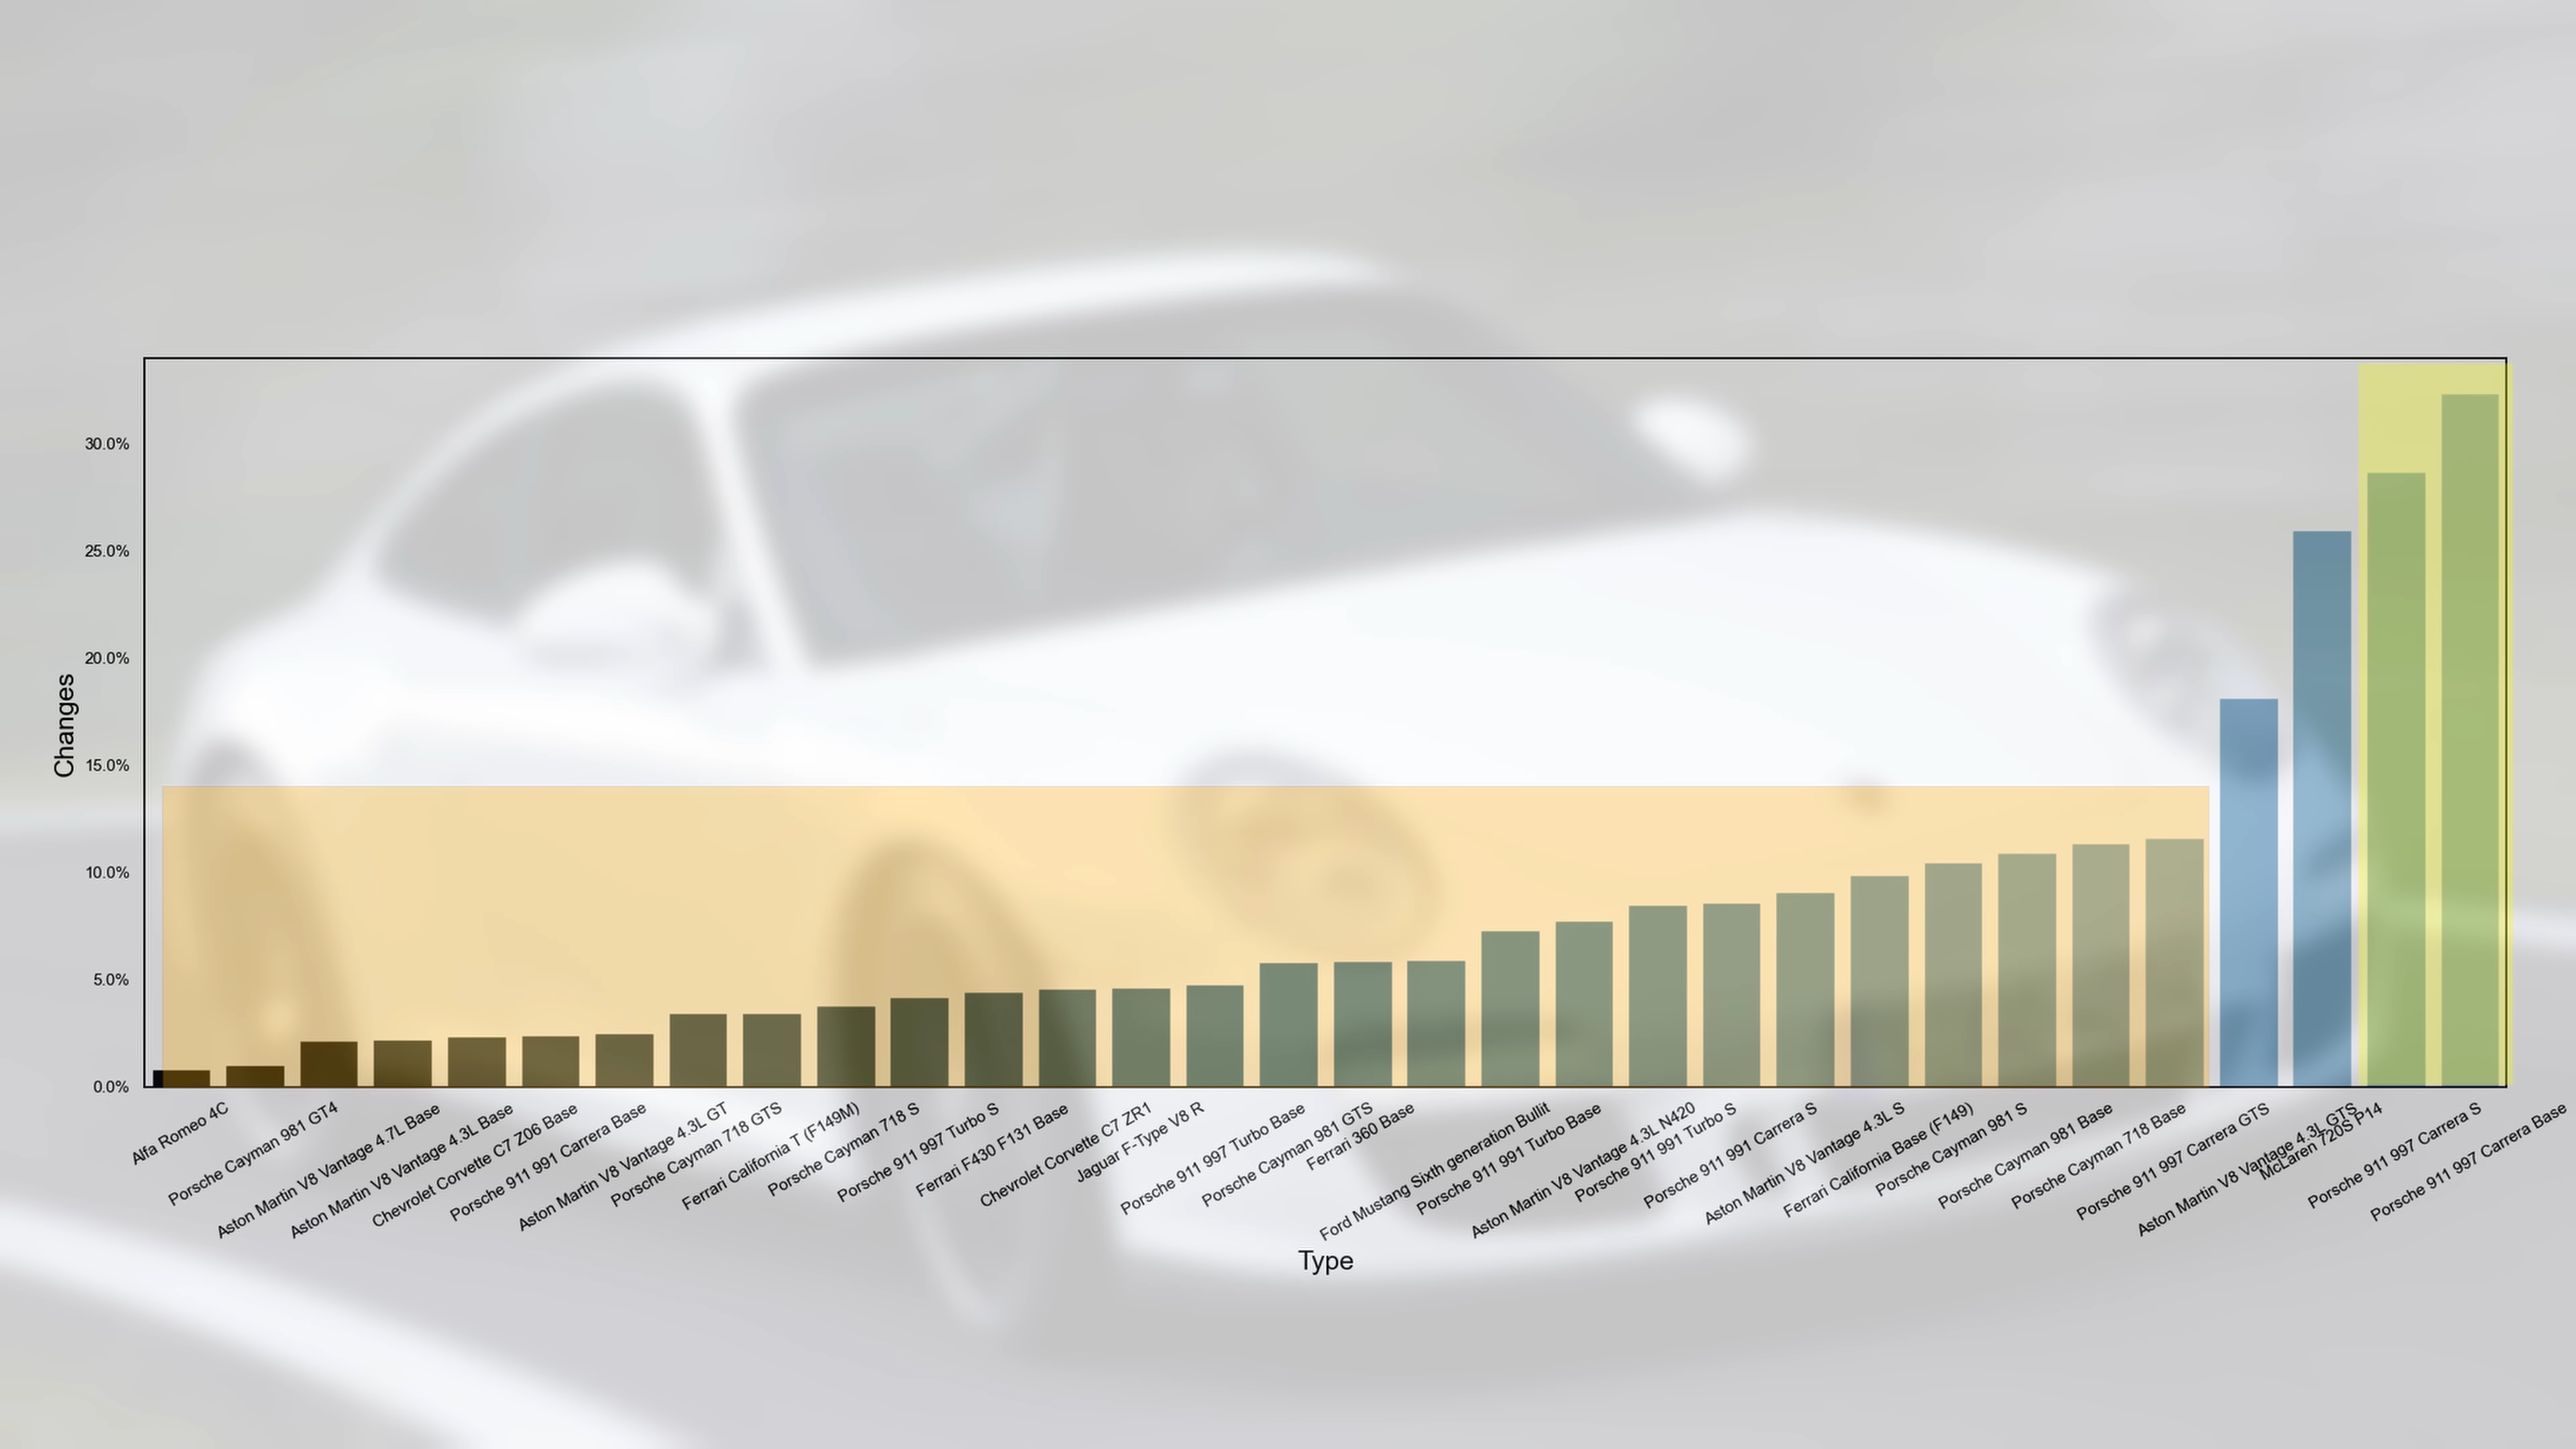 30.0%
25.0%
20.0%
15.0%
10.0%
5.0%
0.0%
Changes
Alfa Romeo 4C
Porsche Cayman 981 GT4
Aston Martin V8 Vantage 4.7L Base
Aston Martin V8 Vantage 4.3L Base
Chevrolet Corvette C7 Z06 Base
Porsche 911 991 Carrera Base
Aston Martin V8 Vantage 4.3L GT
Porsche Cayman 718 GTS
Ferrari California T (F149M)
Porsche Cayman 718 S
Porsche 911 997 Turbo S
Ferrari F430 F131 Base
Chevrolet Corvette C7 ZR1
Jaguar F-Type V8 R
Porsche 911 997 Turbo Base
Porsche Cayman 981 GTS
Ferrari 360 Base
Ford Mustang Sixth generation Bullit
Porsche 911 991 Turbo Base
Aston Martin V8 Vantage 4.3L N420
Porsche 911 991 Turbo S
Porsche 911 991 Carrera S
Aston Martin V8 Vantage 4.3L S
Ferrari California Base (F149)
Porsche Cayman 981 S
Porsche Cayman 981 Base
Porsche Cayman 718 Base
Porsche 911 997 Carrera GTS
Aston Martin V8 Vantage 4.3L GTS
McLaren 720S P14
Porsche 911 997 Carrera S
Porsche 911 997 Carrera Base
Type